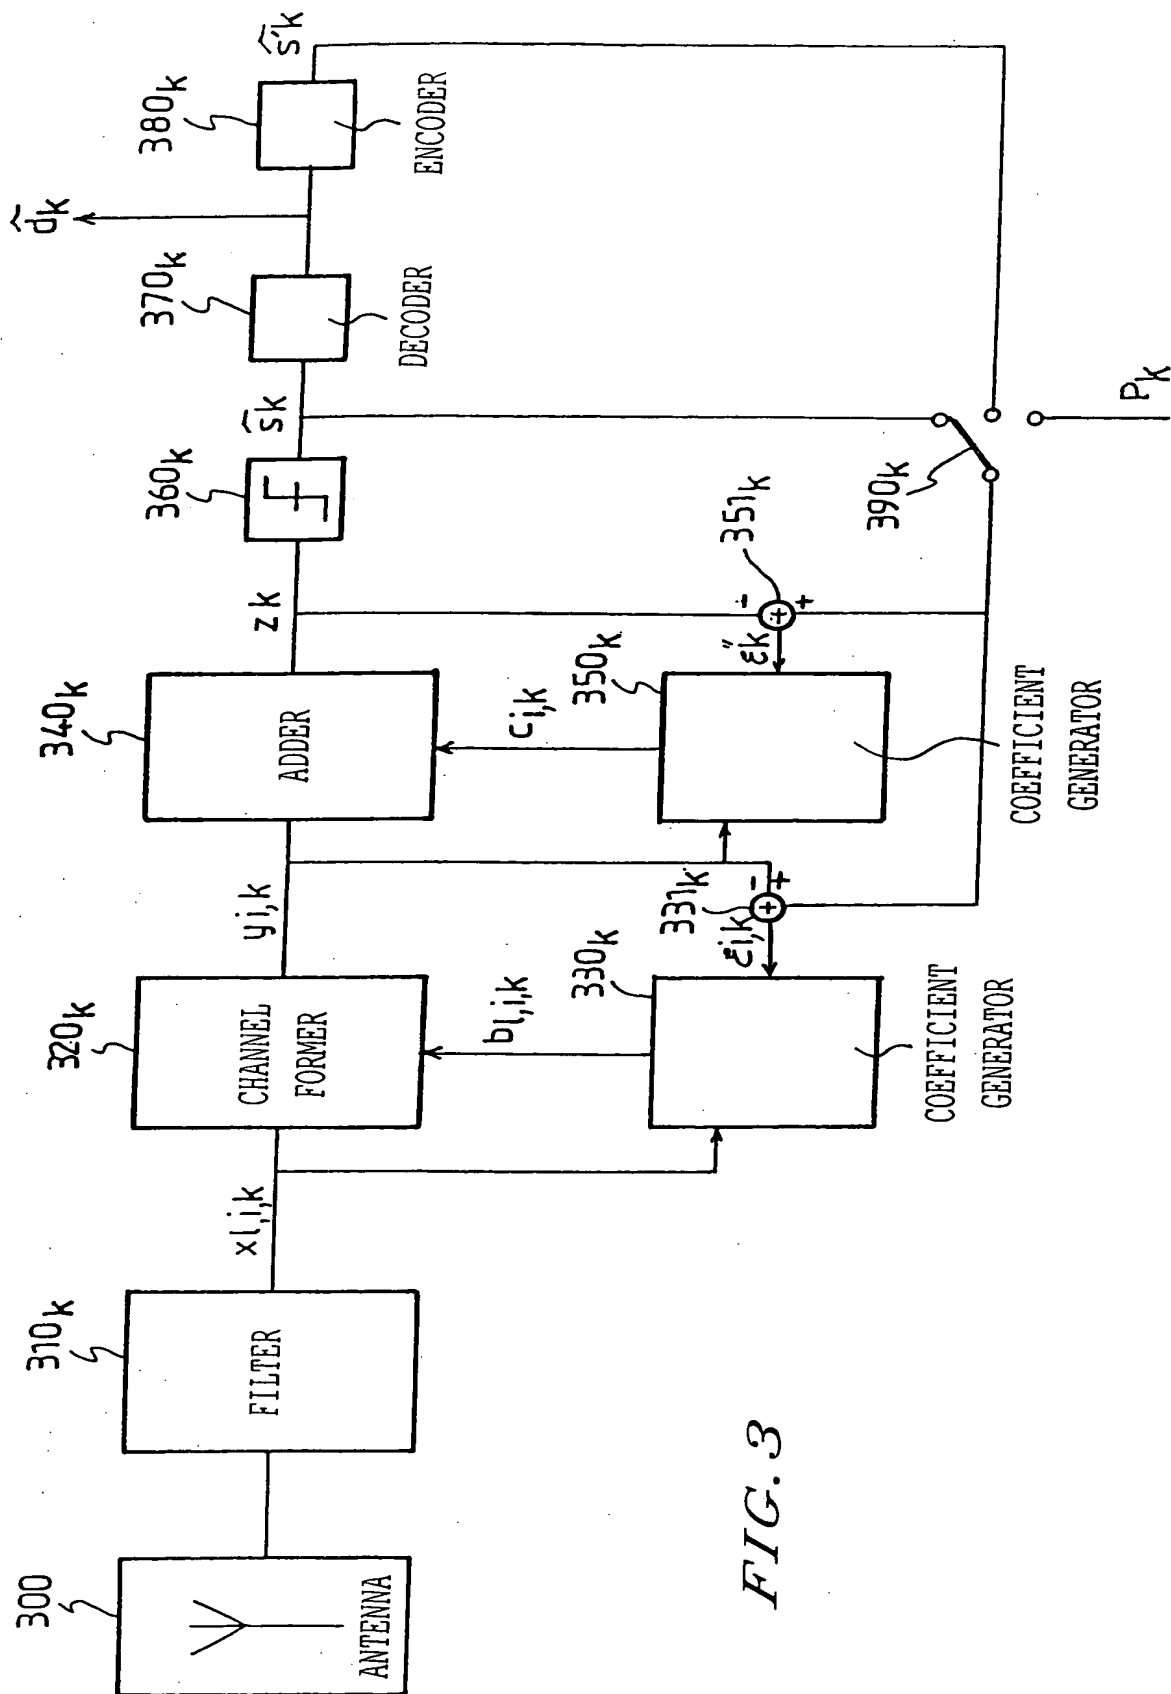 300
ANTENNA
310k
FILTER
xl,i,k
320k
CHANNEL
FORMER
bl,i,k
330k
COEFFICIENT
GENERATOR
εi,k
331k
-
+
yi,k
340k
ADDER
ci,k
350k
COEFFICIENT
GENERATOR
ε"k
351k
-
+
zk
360k
ŝk
370k
DECODER
d̂k
380k
ENCODER
ŝ'k
390k
Pk
FIG. 3